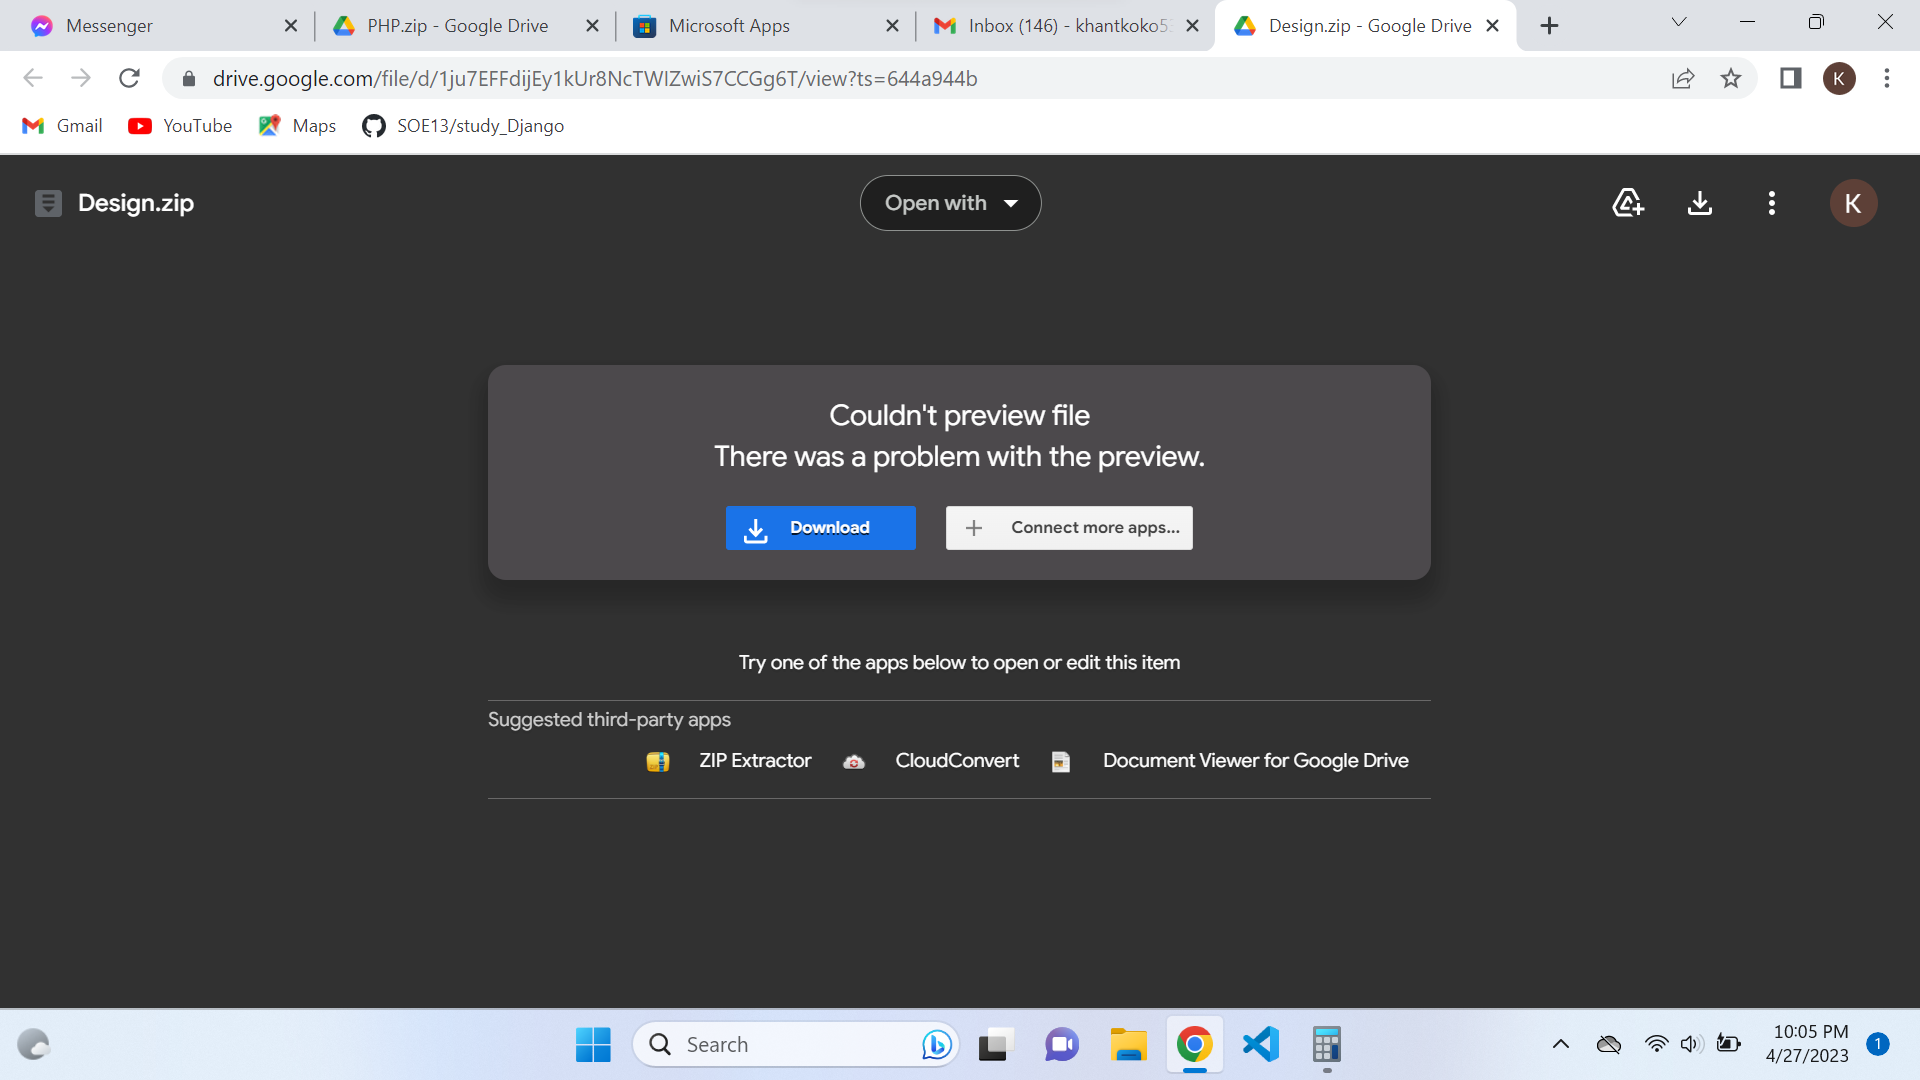 Messenger
PHP.zip - Google Drive
Microsoft Apps
Inbox (146) - khantkoko5
Design.zip - Google Drive
drive.google.com/file/d/1ju7EFFdijEy1kUr8NcTWIZwiS7CCGg6T/view?ts=644a944b
K
Gmail
YouTube
Maps
SOE13/study_Django
Design.zip
Open with
K
Couldn't preview file
There was a problem with the preview.
Download
Connect more apps...
Try one of the apps below to open or edit this item
Suggested third-party apps
ZIP Extractor
CloudConvert
Document Viewer for Google Drive
Search
10:05 PM
4/27/2023
1